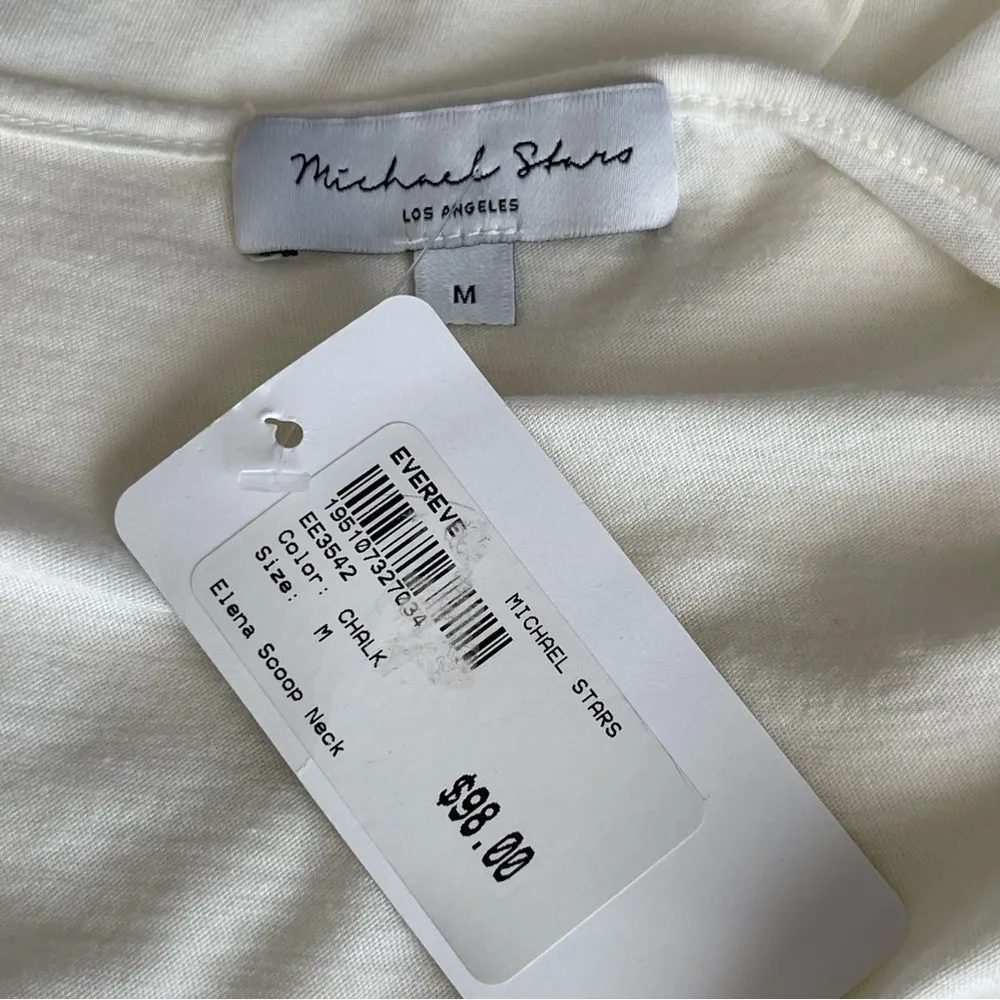 Michael Stars
LOS ANGELES
M
EVEREVE
195107327034
EE3542
MICHAEL STARS
Color: CHALK
Size: M
Elena Scoop Neck
$98.00